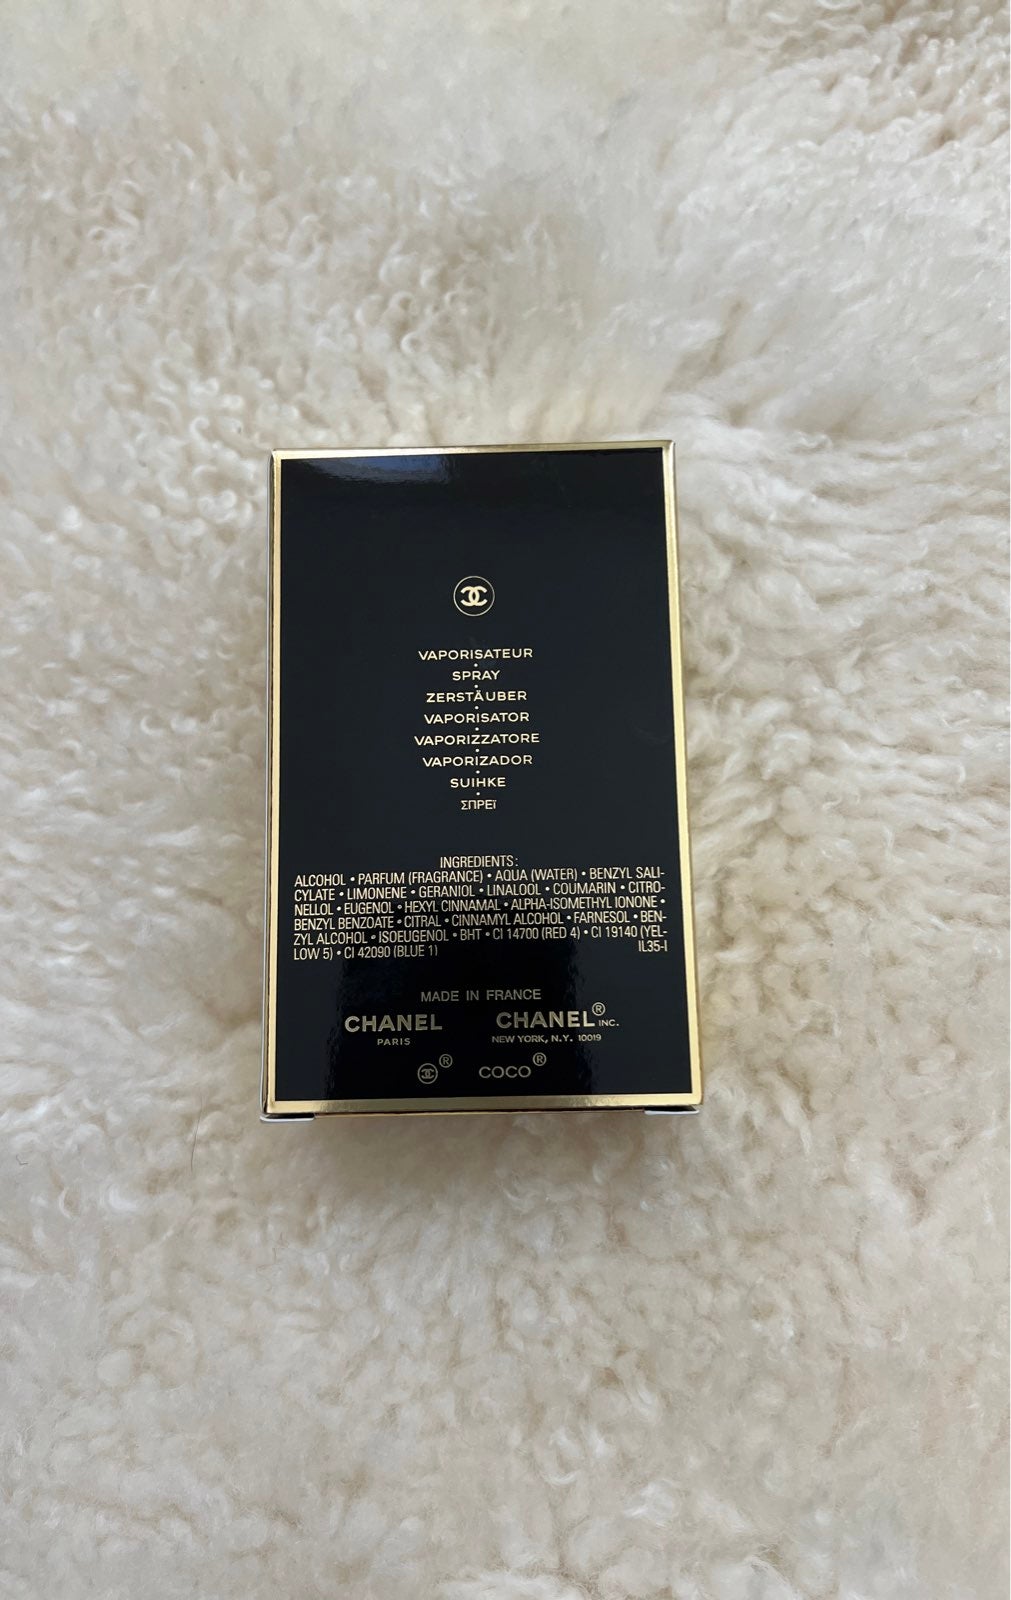 VAPORISATEUR
SPRAY
ZERSTÄUBER
VAPORISATOR
VAPORIZZATORE
VAPORIZADOR
SUIHKE
ΣΠΡΕΪ
INGREDIENTS:
ALCOHOL • PARFUM (FRAGRANCE) • AQUA (WATER) • BENZYL SALI-
CYLATE • LIMONENE • GERANIOL • LINALOOL • COUMARIN • CITRO-
NELLOL • EUGENOL • HEXYL CINNAMAL • ALPHA-ISOMETHYL IONONE •
BENZYL BENZOATE • CITRAL • CINNAMYL ALCOHOL • FARNESOL • BEN-
ZYL ALCOHOL • ISOEUGENOL • BHT • CI 14700 (RED 4) • CI 19140 (YEL-
LOW 5) • CI 42090 (BLUE 1) IL35-I
MADE IN FRANCE
CHANEL CHANEL® INC.
PARIS NEW YORK, N.Y. 10019
® COCO®